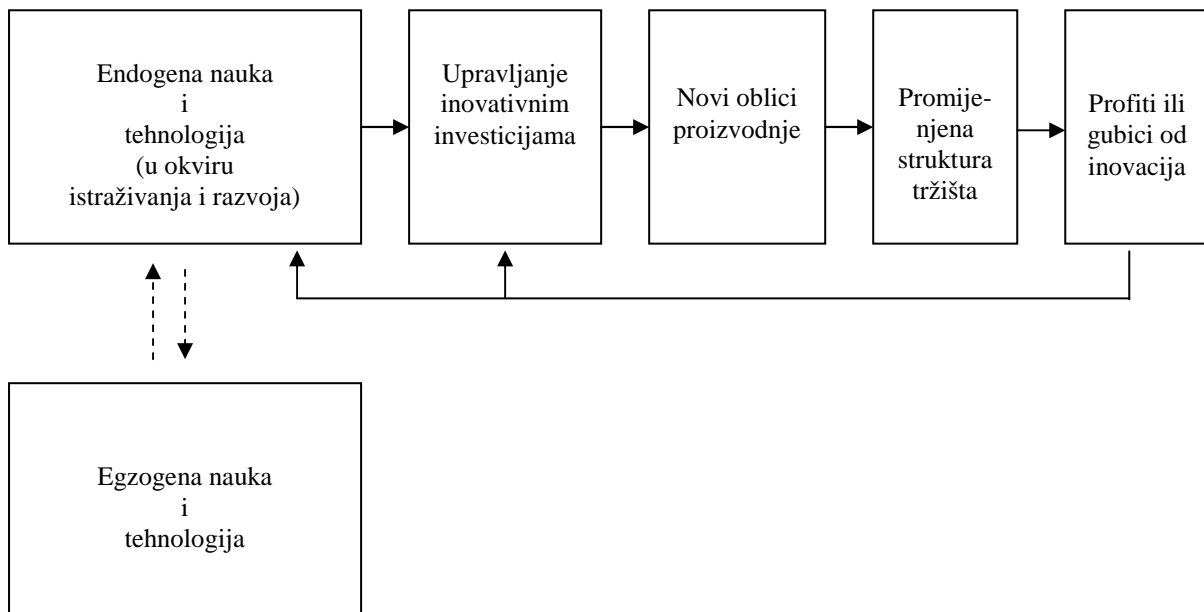 Endogena nauka
i
tehnologija
(u okviru
istraživanja i razvoja)
Upravljanje
inovativnim
investicijama
Novi oblici
proizvodnje
Promije-
njena
struktura
tržišta
Profiti ili
gubici od
inovacija
Egzogena nauka
i
tehnologija